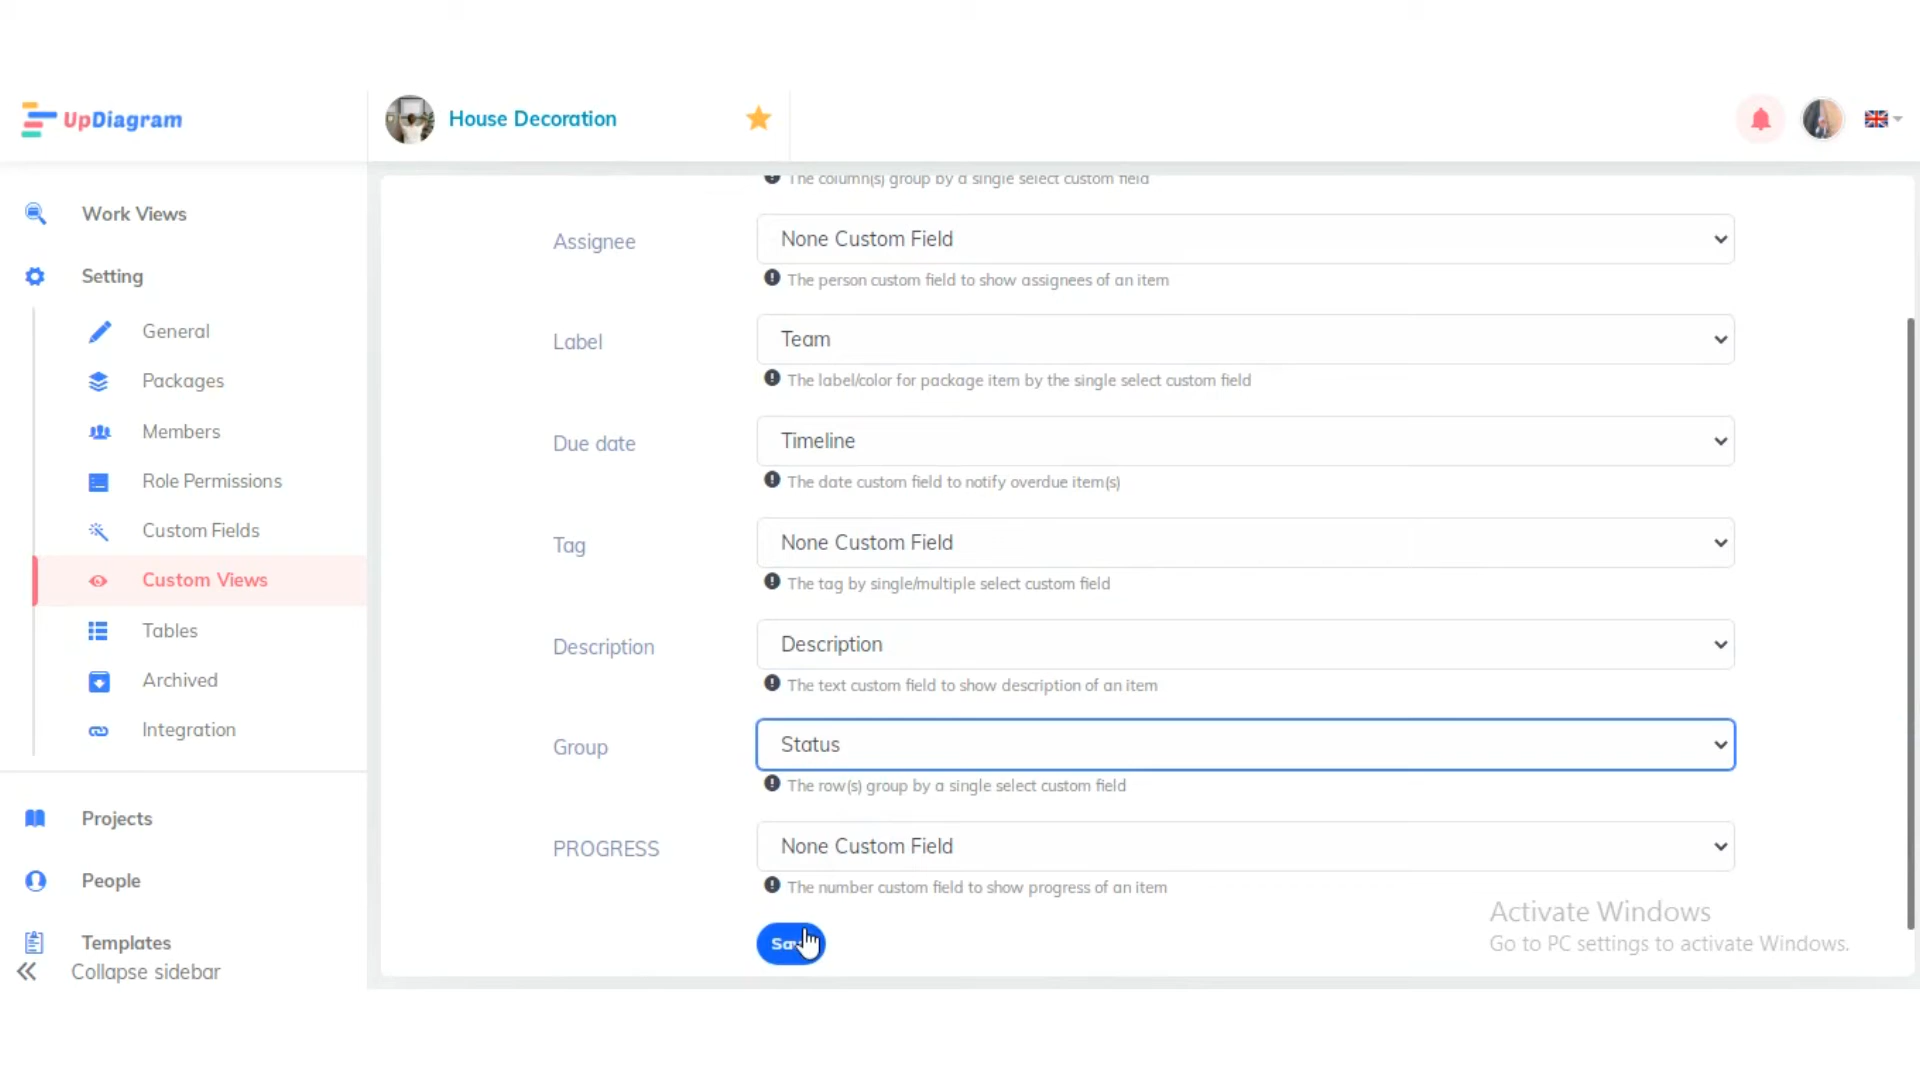 UpDiagram
House Decoration
Work Views
Setting
General
Packages
Members
Role Permissions
Custom Fields
Custom Views
Tables
Archived
Integration
Projects
People
Templates
Collapse sidebar
The column(s) group by a single select custom field
Assignee
None Custom Field
The person custom field to show assignees of an item
Label
Team
The label/color for package item by the single select custom field
Due date
Timeline
The date custom field to notify overdue item(s)
Tag
None Custom Field
The tag by single/multiple select custom field
Description
Description
The text custom field to show description of an item
Group
Status
The row(s) group by a single select custom field
PROGRESS
None Custom Field
The number custom field to show progress of an item
Activate Windows
Go to PC settings to activate Windows.